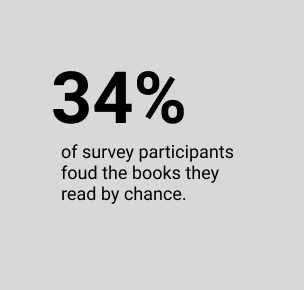 34%
of survey participants
foud the books they
read by chance.